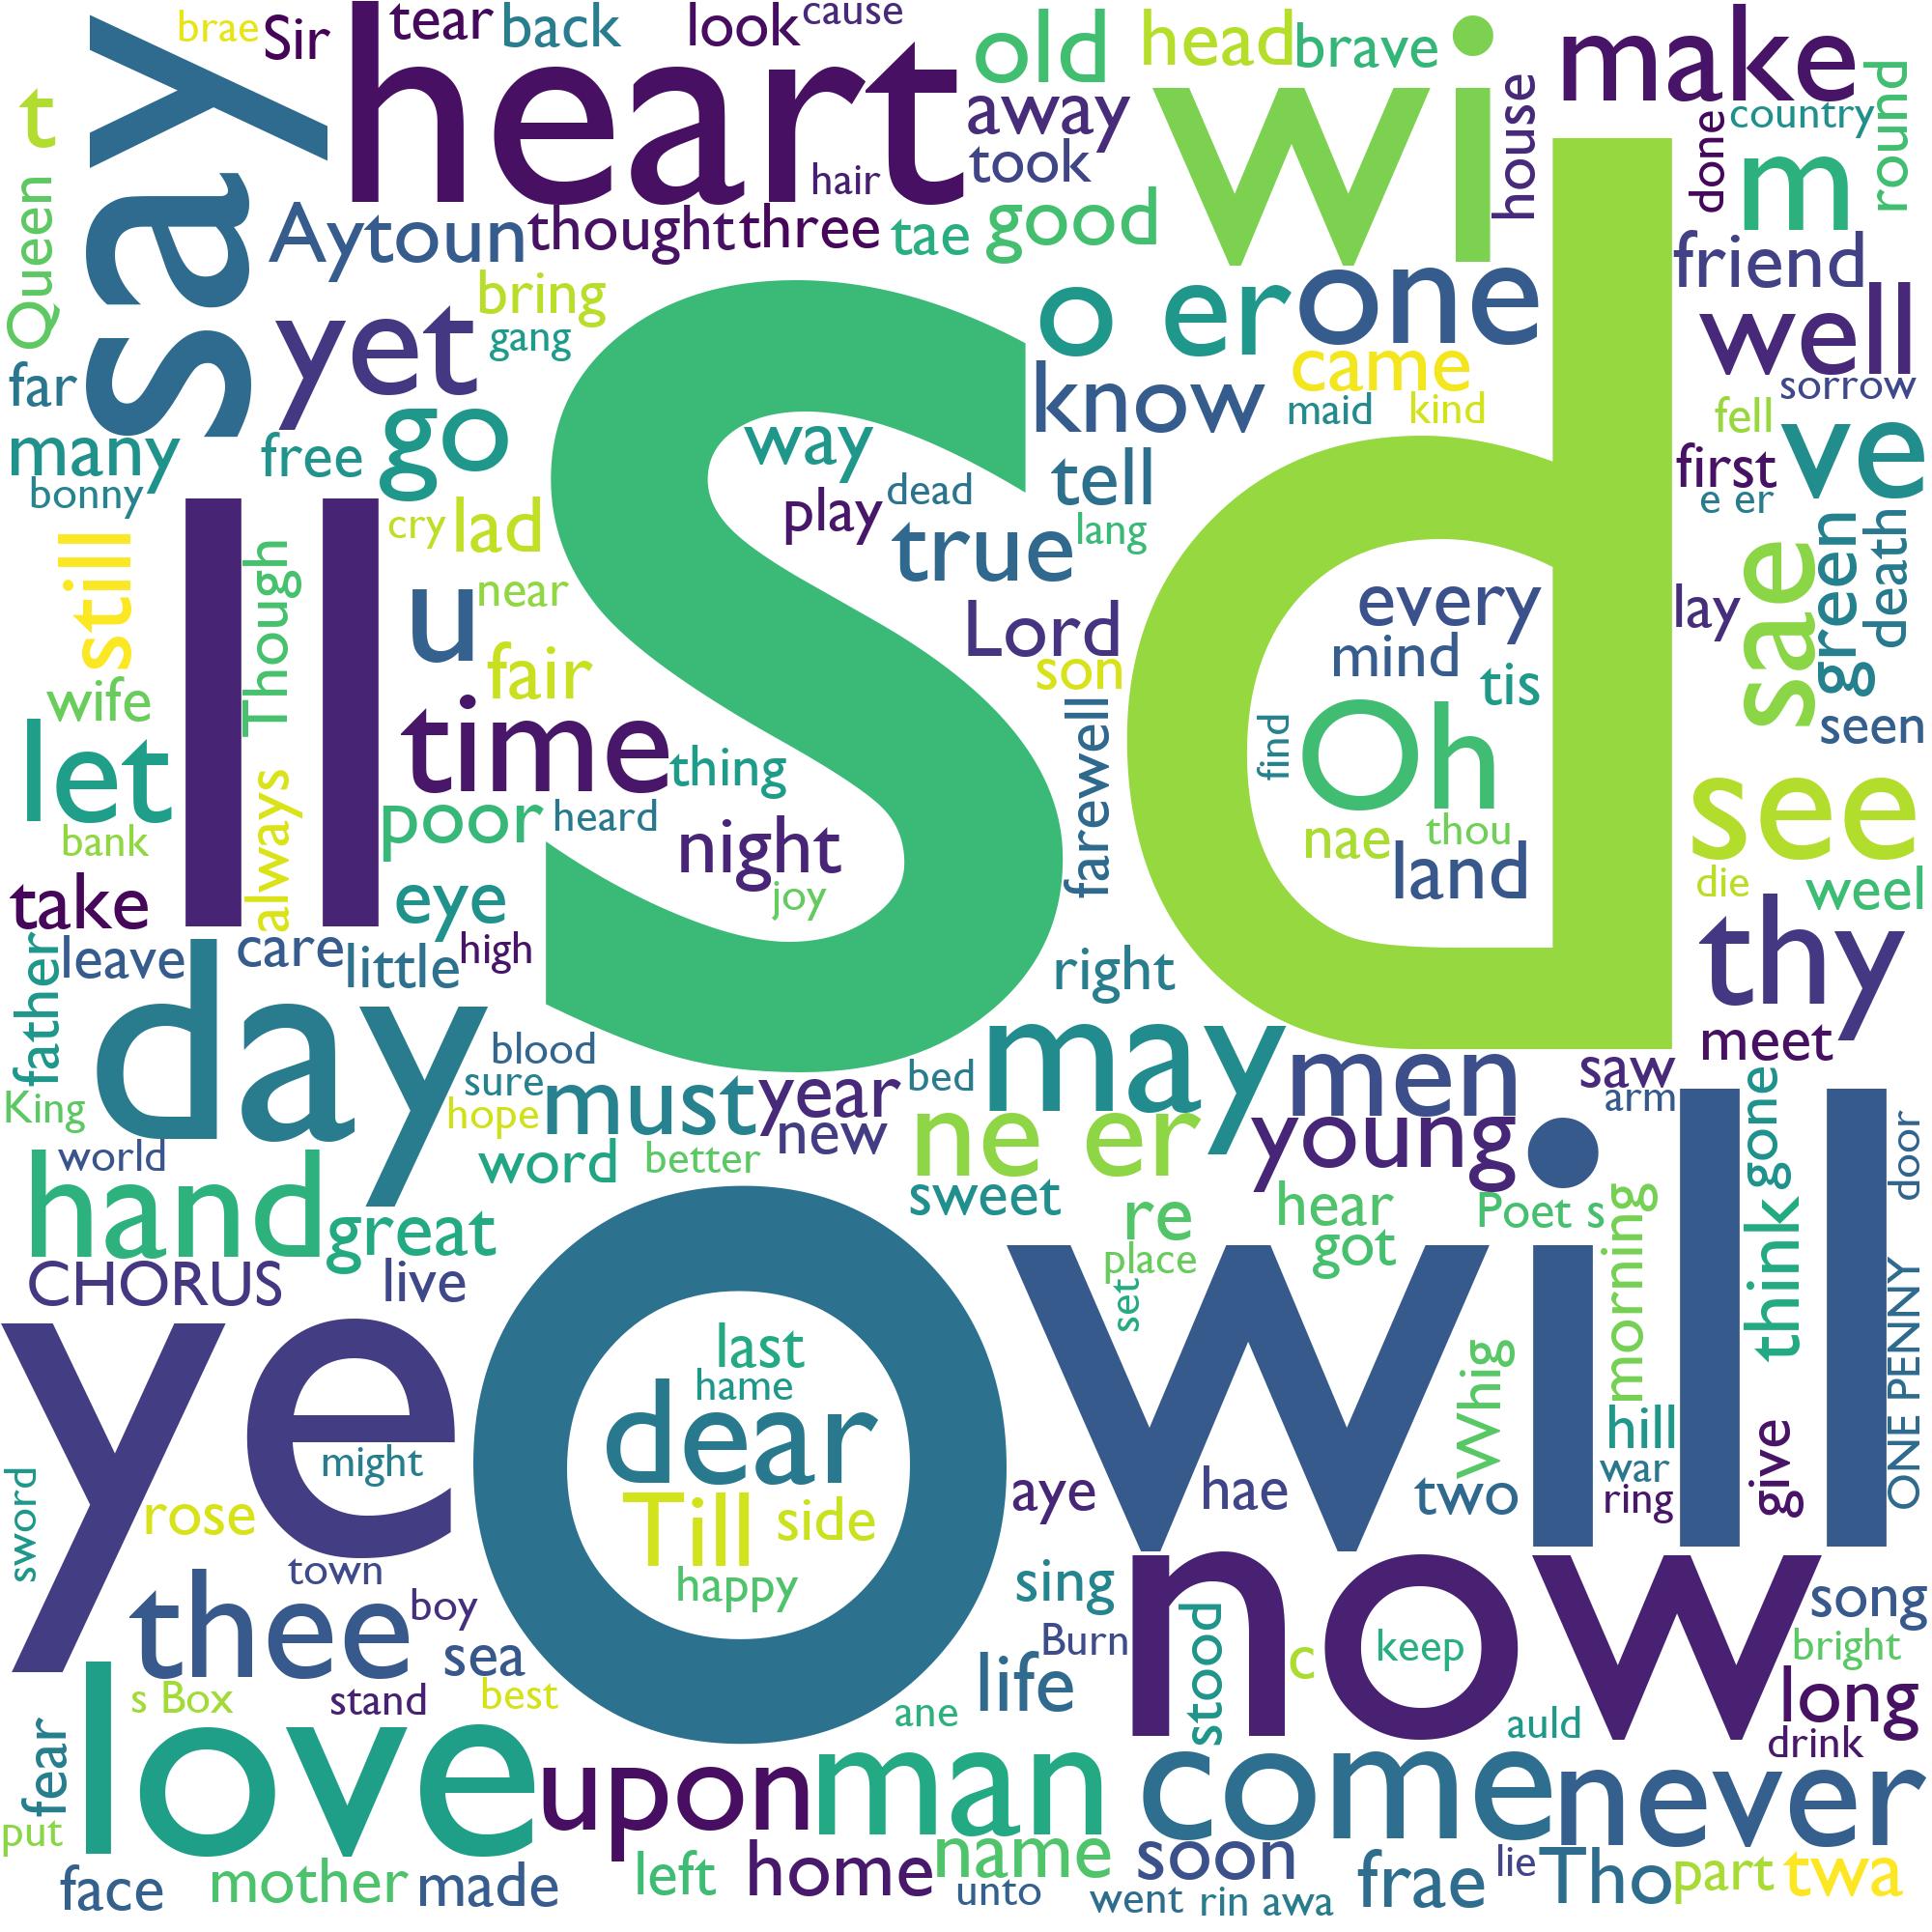 brae Sir tear back look cause old head brave make
t say heart away took hair wi house done country m round
Queen Aytoun thought three tae good friend
far yet bring gang s o er one d well
many go free know came maid kind sorrow
bonny way play dead tell fell first ve e er
still ll Though cry lad u near true lang every lay sae green death
wife fair Lord son mind tis seen
let time thing farewell find Oh see
bank always poor heard night nae thou land die weel
take eye joy thy
father leave care little high right meet
day blood sure must year bed may men saw arm gone
King hope new ne er young
world word better sweet will door
hand great re hear Poet s morning think
CHORUS live O place got set
ye last hame Whig hill give ONE PENNY
might dear aye hae two war ring
sword rose Till side
town happy now
thee boy sing stood song
sea Burn c keep bright
love s Box stand best life long
fear ane auld drink
put upon man come never
face mother made left home name unto soon went rin awa frae lie Tho part twa